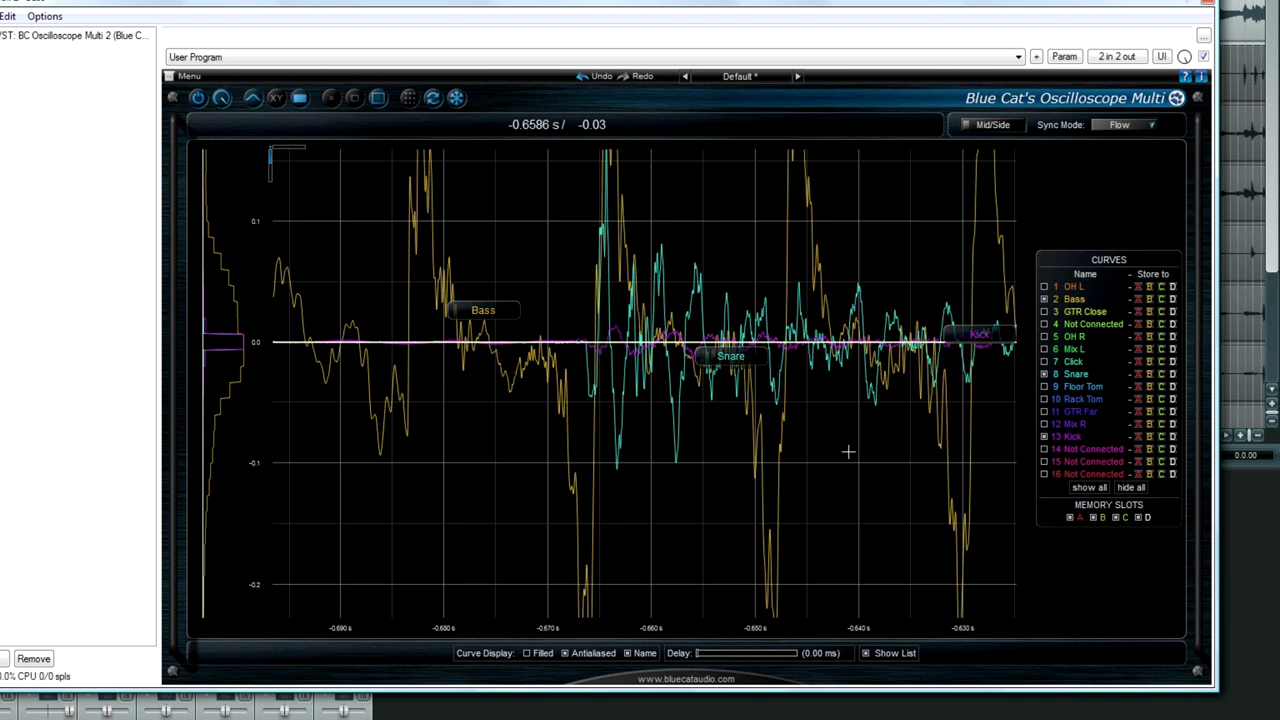 Edit Options
/ST: BC Oscilloscope Multi 2 (Blue C...
...
User Program + Param 2 in 2 out UI
Menu Undo Redo Default * ? i
XY Blue Cat's Oscilloscope Multi
-0.6586 s / -0.03 Mid/Side Sync Mode: Flow
0.1
0.0
-0.1
-0.2
Bass
Snare
Kick
CURVES
Name - Store to
1 OH L - A B C D
2 Bass - A B C D
3 GTR Close - A B C D
4 Not Connected - A B C D
5 OH R - A B C D
6 Mix L - A B C D
7 Click - A B C D
8 Snare - A B C D
9 Floor Tom - A B C D
10 Rack Tom - A B C D
11 GTR Far - A B C D
12 Mix R - A B C D
13 Kick - A B C D
14 Not Connected - A B C D
15 Not Connected - A B C D
16 Not Connected - A B C D
show all hide all
MEMORY SLOTS
A B C D
-0.690 s -0.680 s -0.670 s -0.660 s -0.650 s -0.640 s -0.630 s
Curve Display: Filled Antialiased Name Delay: (0.00 ms) Show List
www.bluecataudio.com
Remove
0.0% CPU 0/0 spls
0.0.00